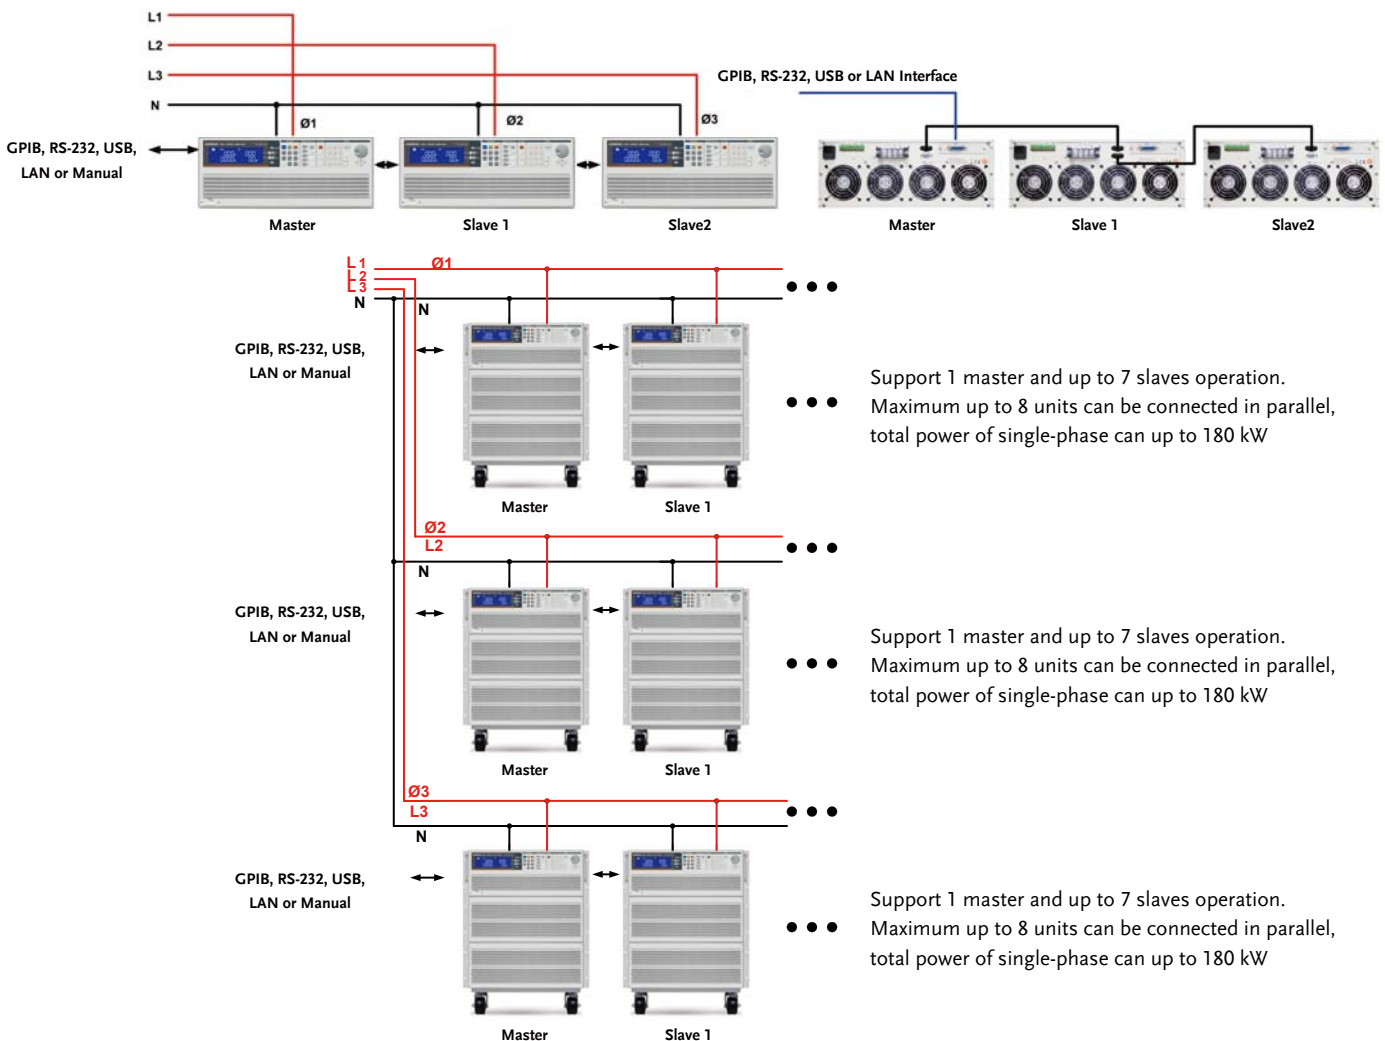 L1
L2
L3
N
Ø1
Ø2
Ø3
GPIB, RS-232, USB,
LAN or Manual
Master
Slave 1
Slave2
GPIB, RS-232, USB or LAN Interface
Master
Slave 1
Slave2
L1
L2
L3
N
Ø1
N
GPIB, RS-232, USB,
LAN or Manual
Master
Slave 1
Support 1 master and up to 7 slaves operation.
Maximum up to 8 units can be connected in parallel,
total power of single-phase can up to 180 kW
Ø2
L2
N
GPIB, RS-232, USB,
LAN or Manual
Master
Slave 1
Support 1 master and up to 7 slaves operation.
Maximum up to 8 units can be connected in parallel,
total power of single-phase can up to 180 kW
Ø3
L3
N
GPIB, RS-232, USB,
LAN or Manual
Master
Slave 1
Support 1 master and up to 7 slaves operation.
Maximum up to 8 units can be connected in parallel,
total power of single-phase can up to 180 kW